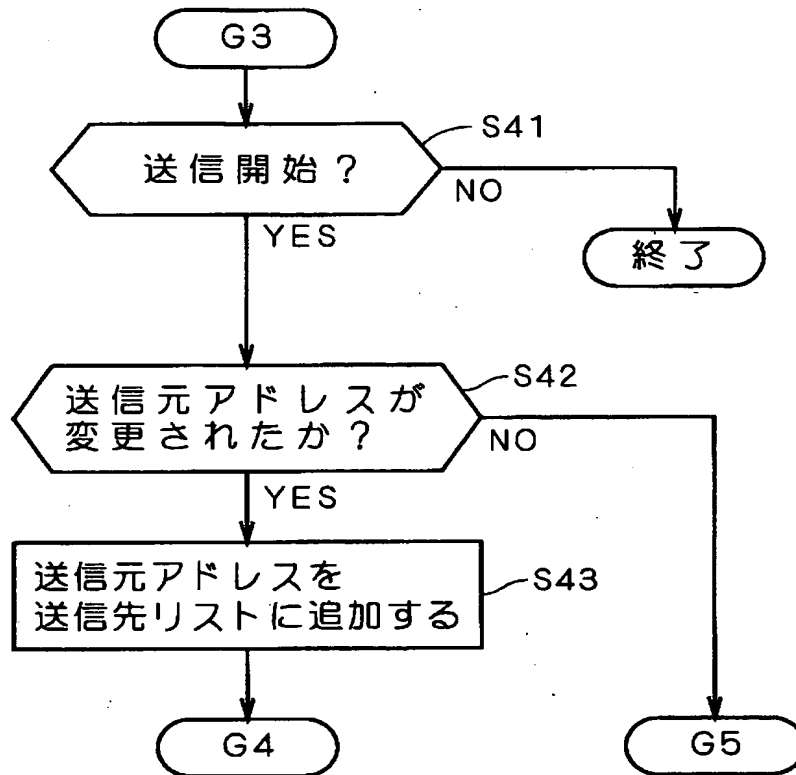 G3
S41
送信開始？
NO
YES
終了
S42
送信元アドレスが
変更されたか？
NO
YES
S43
送信元アドレスを
送信先リストに追加する
G4
G5